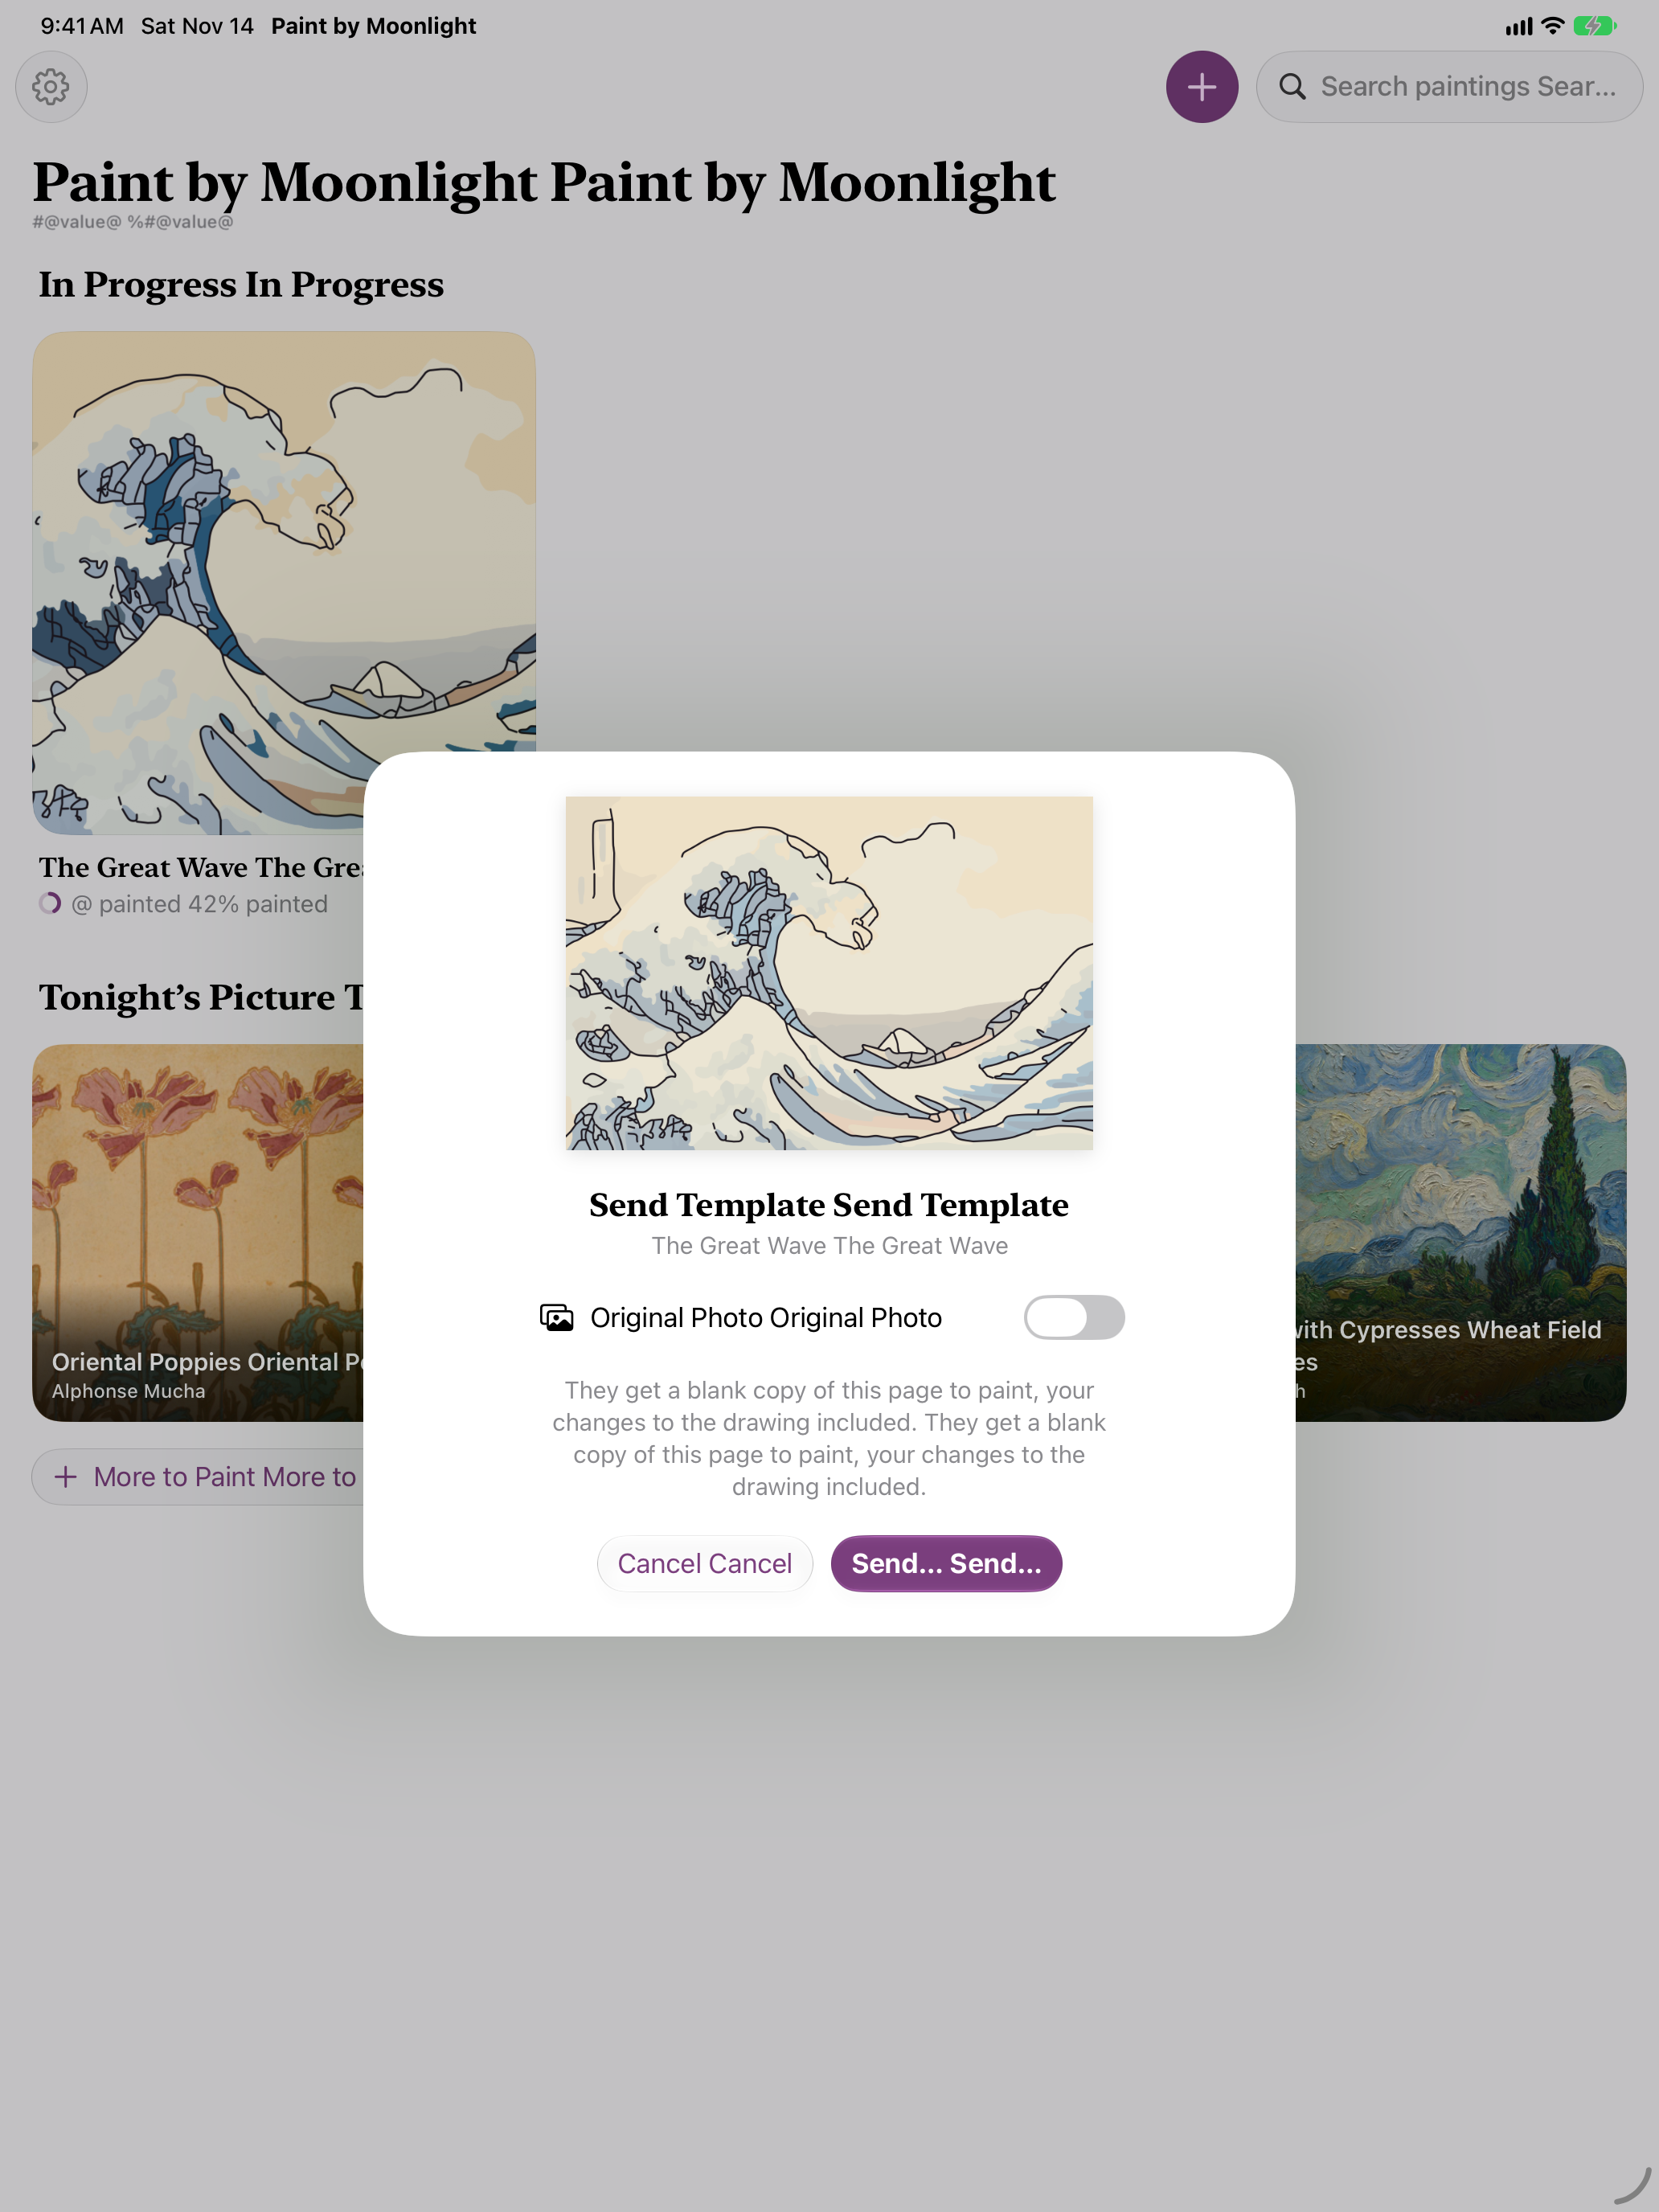 9:41 AM Sat Nov 14 Paint by Moonlight
Search paintings Sear...
Paint by Moonlight Paint by Moonlight
#@value@ %#@value@
In Progress In Progress
The Great Wave The Gre
@ painted 42% painted
Tonight’s Picture T
Oriental Poppies Oriental P
Alphonse Mucha
with Cypresses Wheat Field
es
h
More to Paint More to
Send Template Send Template
The Great Wave The Great Wave
Original Photo Original Photo
They get a blank copy of this page to paint, your
changes to the drawing included. They get a blank
copy of this page to paint, your changes to the
drawing included.
Cancel Cancel
Send... Send...